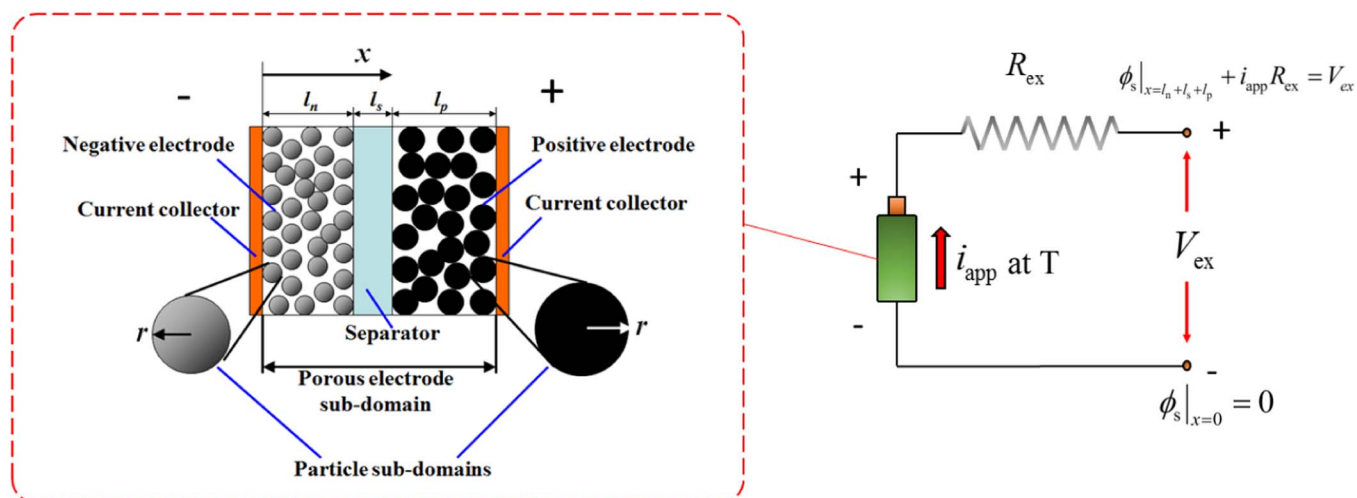 x
-
+
l_n
l_s
l_p
Negative electrode
Positive electrode
Current collector
Current collector
r
Separator
r
Porous electrode
sub-domain
Particle sub-domains
R_ex
ϕ_s|_{x=l_n+l_s+l_p} + i_app R_ex = V_ex
+
+
i_app at T
V_ex
-
-
ϕ_s|_{x=0} = 0